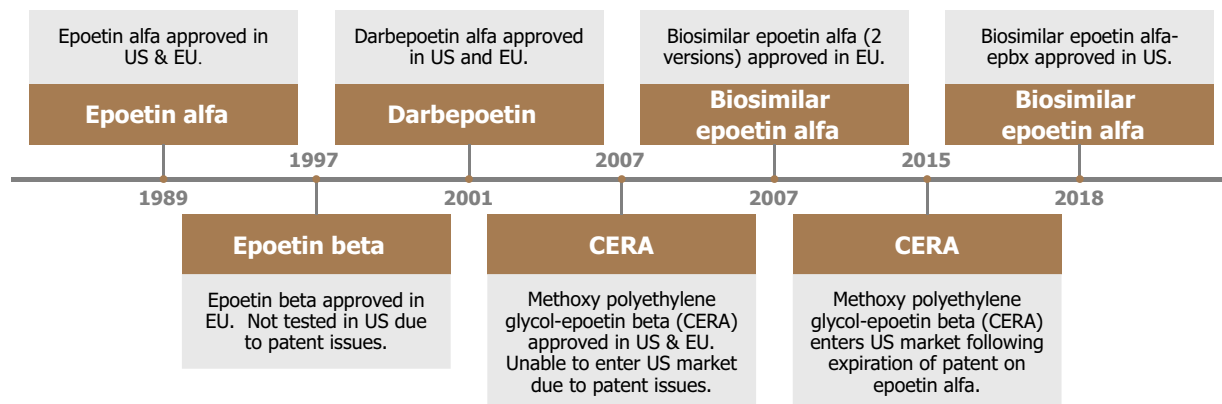 Epoetin alfa approved in
US & EU.
Epoetin alfa
Darbepoetin alfa approved
in US and EU.
Darbepoetin
Biosimilar epoetin alfa (2
versions) approved in EU.
Biosimilar
epoetin alfa
Biosimilar epoetin alfa-
epbx approved in US.
Biosimilar
epoetin alfa
1997
2007
2015
1989
2001
2007
2018
Epoetin beta
Epoetin beta approved in
EU.  Not tested in US due
to patent issues.
CERA
Methoxy polyethylene
glycol-epoetin beta (CERA)
approved in US & EU.
Unable to enter US market
due to patent issues.
CERA
Methoxy polyethylene
glycol-epoetin beta (CERA)
enters US market following
expiration of patent on
epoetin alfa.